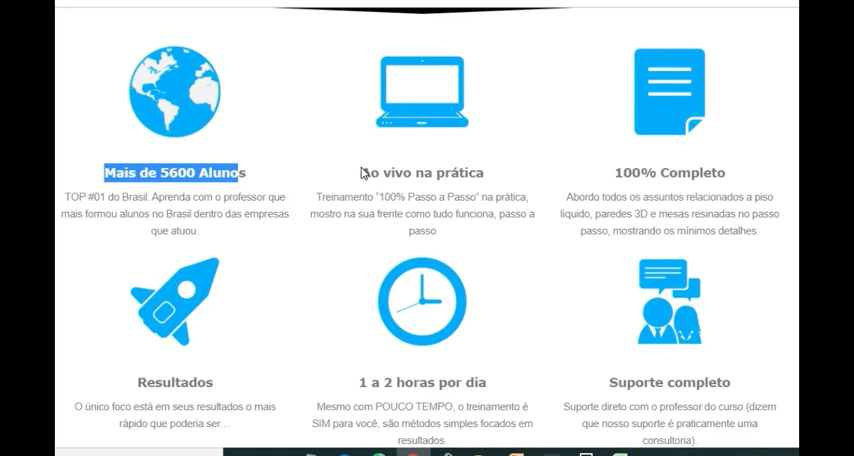 Mais de 5600 Alunos
TOP #01 do Brasil. Aprenda com o professor que
mais formou alunos no Brasil dentro das empresas
que atuou.
Ao vivo na prática
Treinamento "100% Passo a Passo" na prática,
mostro na sua frente como tudo funciona, passo a
passo
100% Completo
Abordo todos os assuntos relacionados a piso
líquido, paredes 3D e mesas resinadas no passo
passo, mostrando os mínimos detalhes.
Resultados
O único foco está em seus resultados o mais
ràpido que poderia ser…
1 a 2 horas por dia
Mesmo com POUCO TEMPO, o treinamento é
SIM para você, são métodos simples focados em
resultados.
Suporte completo
Suporte direto com o professor do curso (dizem
que nosso suporte é praticamente uma
consultoria).